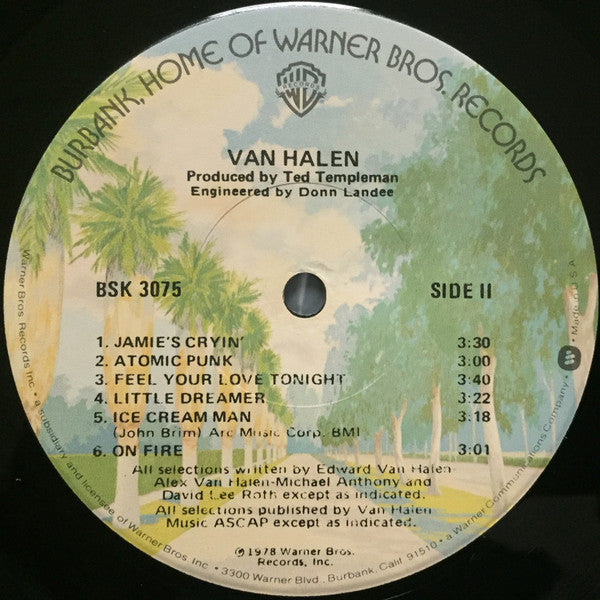 BURBANK, HOME OF WARNER BROS. RECORDS
WB
RECORDS
VAN HALEN
Produced by Ted Templeman
Engineered by Donn Landee
BSK 3075
SIDE II
1. JAMIE'S CRYIN' 3:30
2. ATOMIC PUNK 3:00
3. FEEL YOUR LOVE TONIGHT 3:40
4. LITTLE DREAMER 3:22
5. ICE CREAM MAN 3:18
(John Brim) Arc Music Corp. BMI
6. ON FIRE 3:01
All selections written by Edward Van Halen-
Alex Van Halen-Michael Anthony and
David Lee Roth except as indicated.
All selections published by Van Halen
Music ASCAP except as indicated.
℗1978 Warner Bros.
Records, Inc.
Warner Bros. Records Inc. • a subsidiary and licensee of Warner Bros Inc. • 3300 Warner Blvd., Burbank, Calif 91510 • a Warner Communications Company • Made in U.S.A